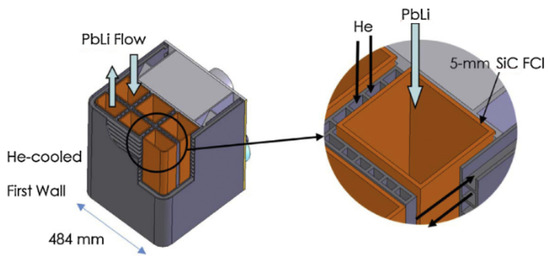 PbLi Flow
He-cooled
First Wall
484 mm
He
PbLi
5-mm SiC FCI